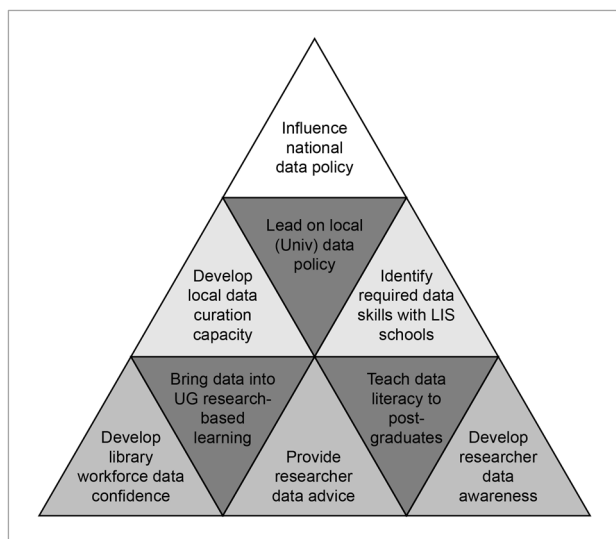 Influence
national
data policy
Lead on local
(Univ) data
policy
Develop
local data
curation
capacity
Identify
required data
skills with LIS
schools
Bring data into
UG research-
based
learning
Teach data
literacy to
post-
graduates
Develop
library
workforce data
confidence
Provide
researcher
data advice
Develop
researcher
data
awareness